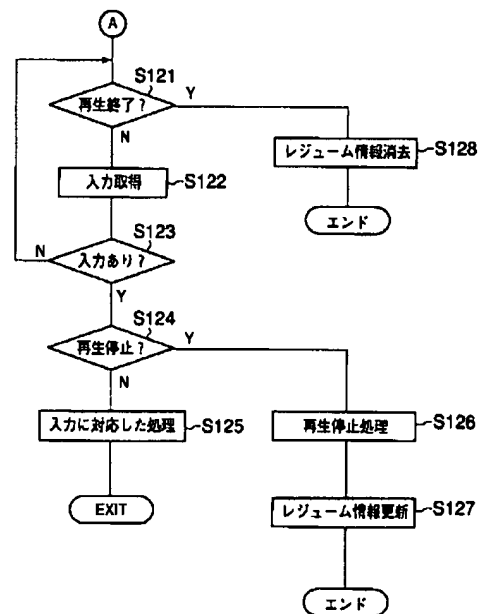 A
S121
再生終了?
Y
N
レジューム情報消去
S128
入力取得
S122
エンド
S123
入力あり?
N
Y
S124
再生停止?
Y
N
入力に対応した処理
S125
再生停止処理
S126
EXIT
レジューム情報更新
S127
エンド